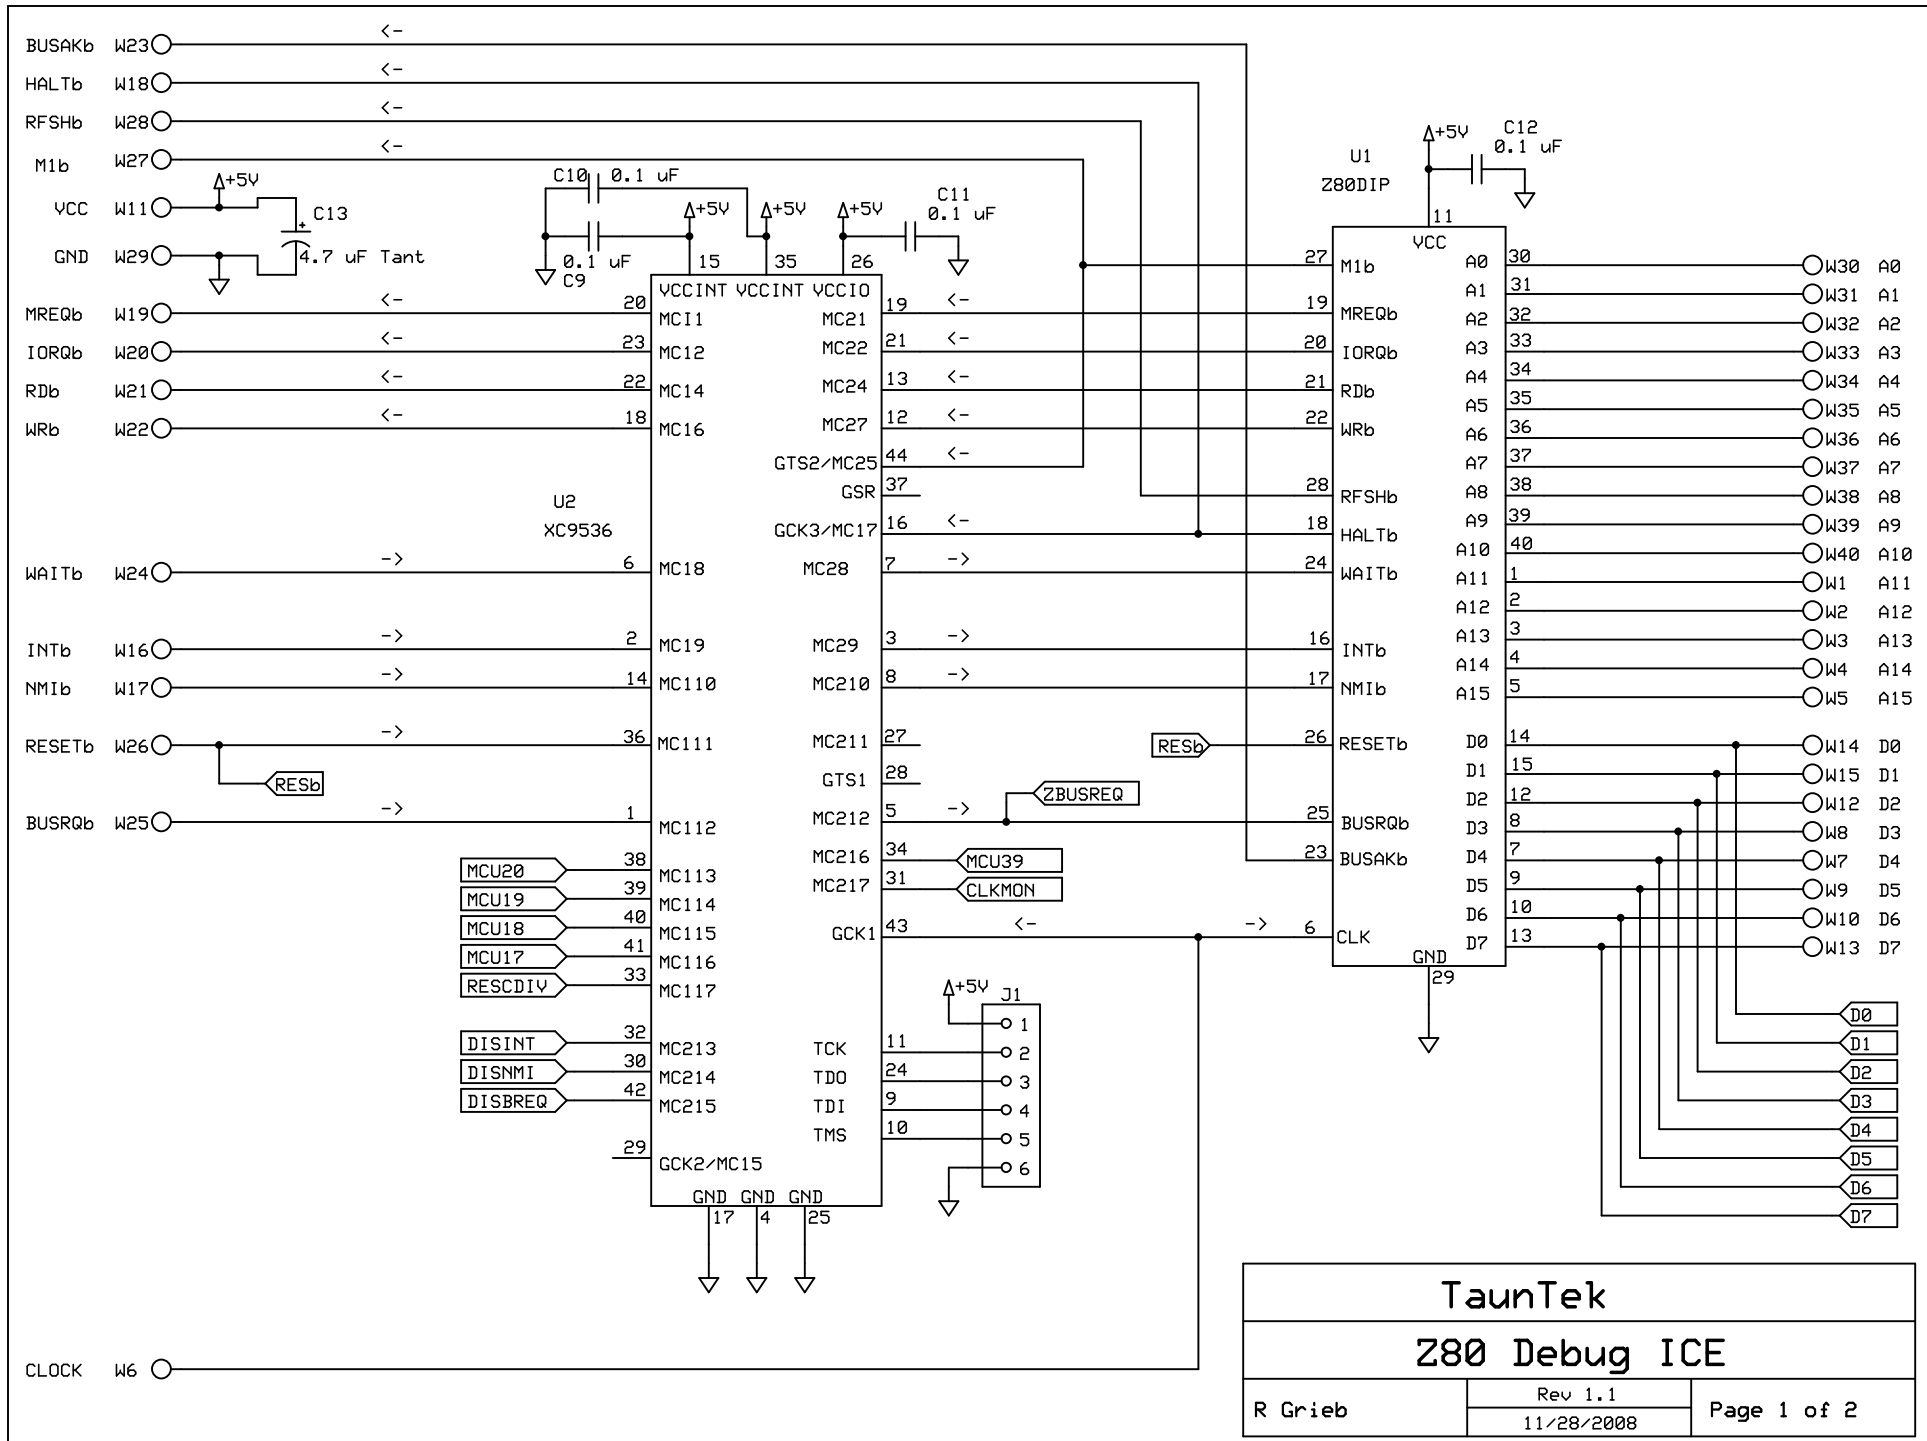 BUSAKb W23 <-
HALTb W18 <-
RFSHb W28 <-
M1b W27 <-
+5V
VCC W11
C13
+
4.7 uF Tant
GND W29
C10 0.1 uF
0.1 uF
C9
+5V
+5V
+5V
C11
0.1 uF
15 35 26
VCCINT VCCINT VCCIO
MREQb W19 <- 20 MCI1
IORQb W20 <- 23 MC12
RDb W21 <- 22 MC14
WRb W22 <- 18 MC16
U2
XC9536
WAITb W24 -> 6 MC18
INTb W16 -> 2 MC19
NMIb W17 -> 14 MC110
RESETb W26 -> 36 MC111
RESb
BUSRQb W25 -> 1 MC112
MCU20 38 MC113
MCU19 39 MC114
MCU18 40 MC115
MCU17 41 MC116
RESCDIV 33 MC117
DISINT 32 MC213
DISNMI 30 MC214
DISBREQ 42 MC215
29 GCK2/MC15
GND GND GND
17 4 25
MC21 19 <-
MC22 21 <-
MC24 13 <-
MC27 12 <-
GTS2/MC25 44 <-
GSR 37
GCK3/MC17 16 <-
MC28 7 ->
MC29 3 ->
MC210 8 ->
MC211 27
GTS1 28
ZBUSREQ
MC212 5 ->
MC216 34 MCU39
MC217 31 CLKMON
GCK1 43 <- ->
+5V
J1
1
TCK 11 2
TDO 24 3
TDI 9 4
TMS 10 5
6
U1
Z80DIP
+5V
C12
0.1 uF
11
VCC
27 M1b
19 MREQb
20 IORQb
21 RDb
22 WRb
28 RFSHb
18 HALTb
24 WAITb
16 INTb
17 NMIb
RESb 26 RESETb
25 BUSRQb
23 BUSAKb
6 CLK
GND
29
A0 30 W30 A0
A1 31 W31 A1
A2 32 W32 A2
A3 33 W33 A3
A4 34 W34 A4
A5 35 W35 A5
A6 36 W36 A6
A7 37 W37 A7
A8 38 W38 A8
A9 39 W39 A9
A10 40 W40 A10
A11 1 W1 A11
A12 2 W2 A12
A13 3 W3 A13
A14 4 W4 A14
A15 5 W5 A15
D0 14 W14 D0
D1 15 W15 D1
D2 12 W12 D2
D3 8 W8 D3
D4 7 W7 D4
D5 9 W9 D5
D6 10 W10 D6
D7 13 W13 D7
D0
D1
D2
D3
D4
D5
D6
D7
CLOCK W6
TaunTek
Z80 Debug ICE
R Grieb
Rev 1.1
11/28/2008
Page 1 of 2